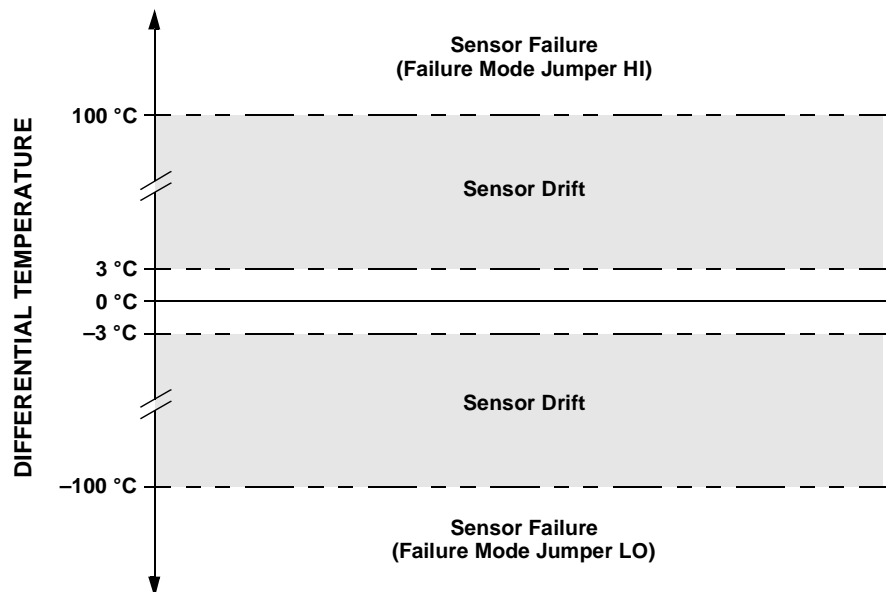 Sensor Failure
(Failure Mode Jumper HI)
DIFFERENTIAL TEMPERATURE
100 °C
Sensor Drift
3 °C
0 °C
–3 °C
Sensor Drift
–100 °C
Sensor Failure
(Failure Mode Jumper LO)